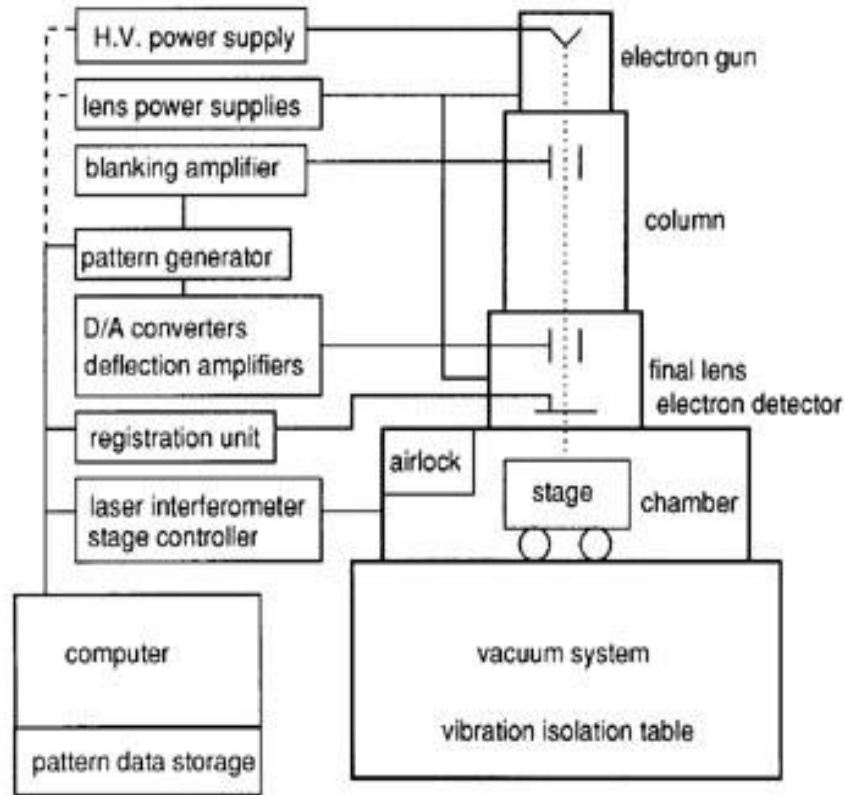 H.V. power supply
electron gun
lens power supplies
blanking amplifier
column
pattern generator
D/A converters
deflection amplifiers
final lens
electron detector
registration unit
airlock
laser interferometer
stage controller
stage
chamber
computer
vacuum system
vibration isolation table
pattern data storage